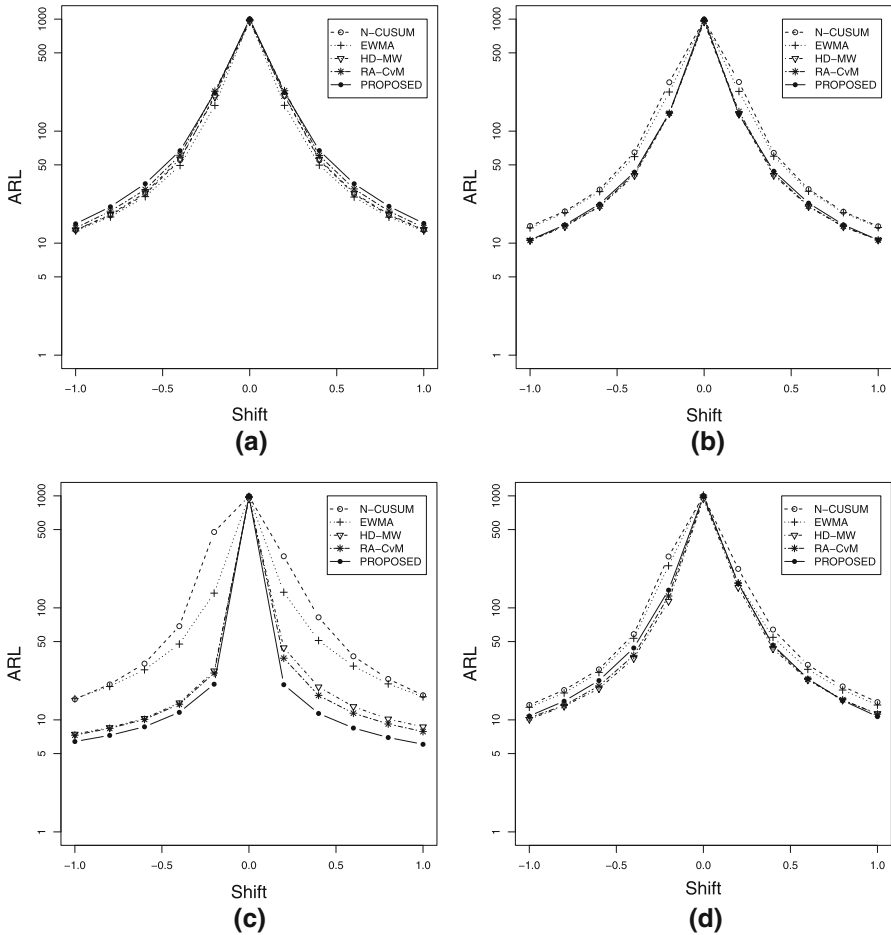 1000
500
100
50
10
5
1
ARL
N−CUSUM
EWMA
HD−MW
RA−CvM
PROPOSED
−1.0 −0.5 0.0 0.5 1.0
Shift
(a)
1000
500
100
50
10
5
1
ARL
N−CUSUM
EWMA
HD−MW
RA−CvM
PROPOSED
−1.0 −0.5 0.0 0.5 1.0
Shift
(b)
1000
500
100
50
10
5
1
ARL
N−CUSUM
EWMA
HD−MW
RA−CvM
PROPOSED
−1.0 −0.5 0.0 0.5 1.0
Shift
(c)
1000
500
100
50
10
5
1
ARL
N−CUSUM
EWMA
HD−MW
RA−CvM
PROPOSED
−1.0 −0.5 0.0 0.5 1.0
Shift
(d)